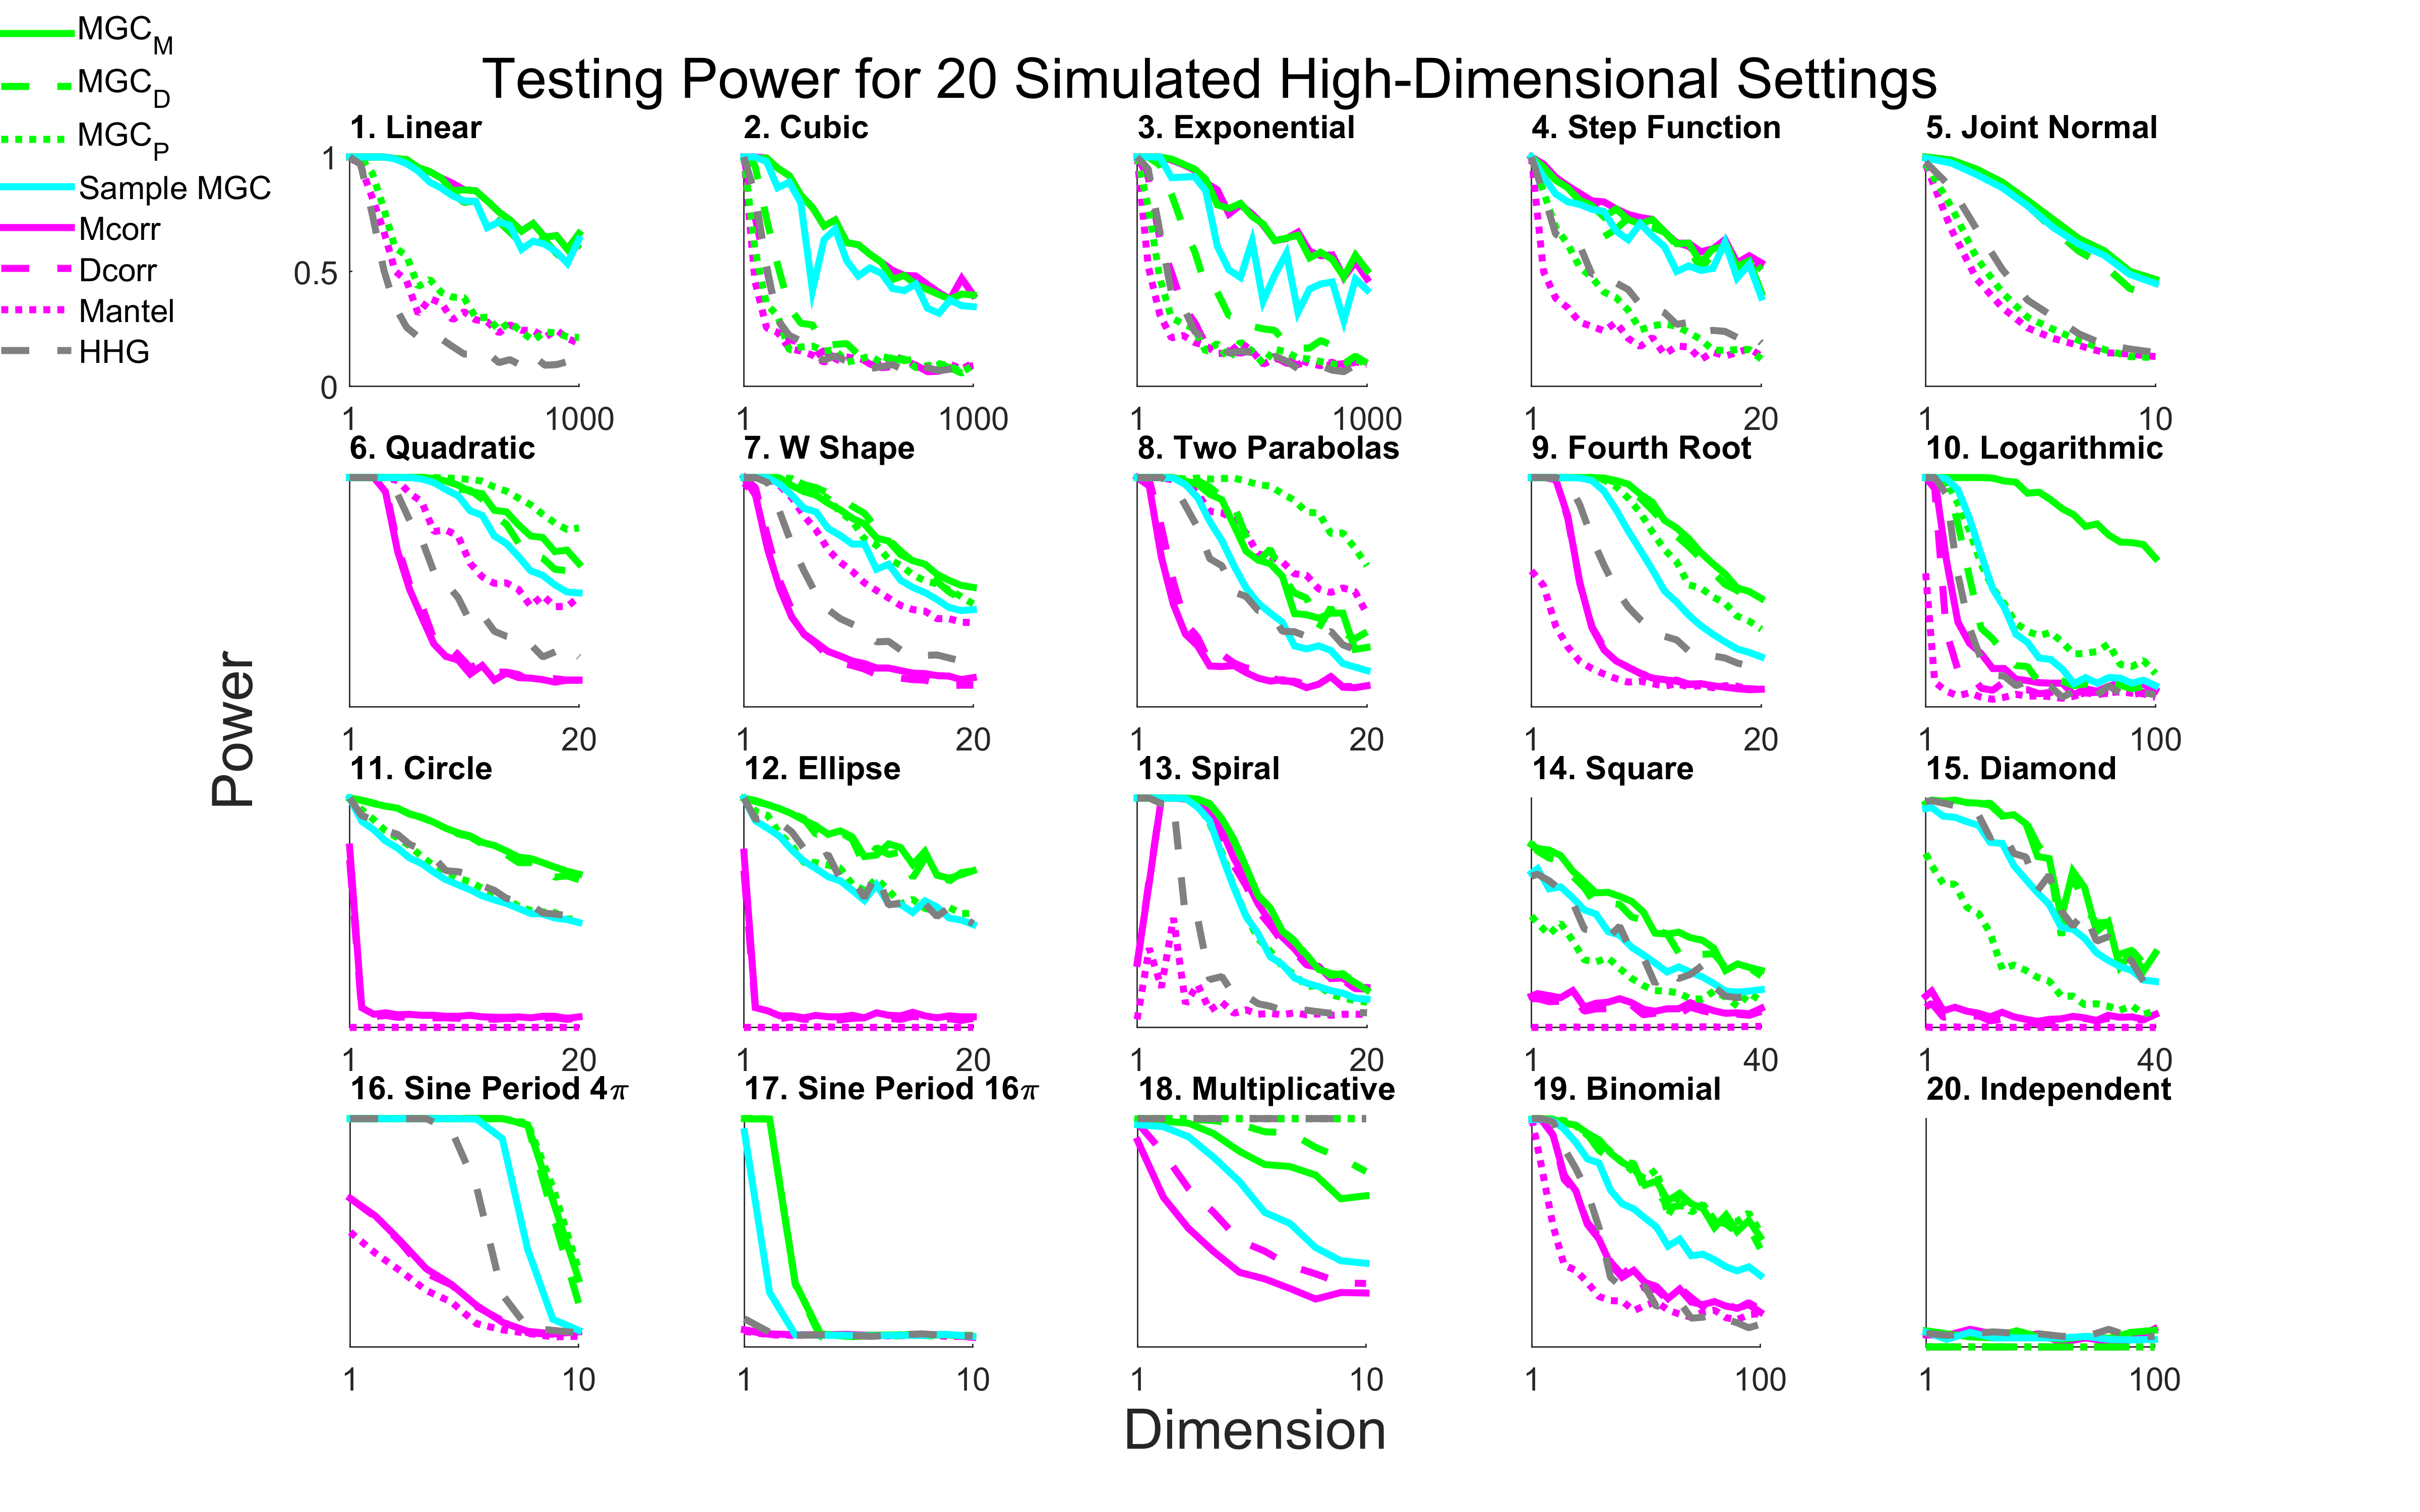 MGC_M
MGC_D
MGC_P
Sample MGC
Mcorr
Dcorr
Mantel
HHG
Testing Power for 20 Simulated High-Dimensional Settings
1. Linear 2. Cubic 3. Exponential 4. Step Function 5. Joint Normal
1
0.5
0
1 1000 1 1000 1 1000 1 20 1 10
6. Quadratic 7. W Shape 8. Two Parabolas 9. Fourth Root 10. Logarithmic
1 20 1 20 1 20 1 20 1 100
11. Circle 12. Ellipse 13. Spiral 14. Square 15. Diamond
1 20 1 20 1 20 1 40 1 40
16. Sine Period 4π 17. Sine Period 16π 18. Multiplicative 19. Binomial 20. Independent
1 10 1 10 1 10 1 100 1 100
Power
Dimension